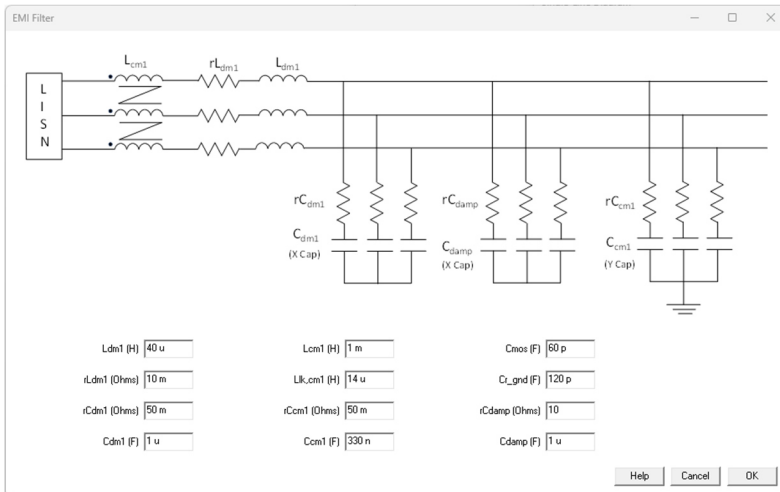 EMI Filter
L
I
S
N
Lcm1
rLdm1
Ldm1
rCdm1
Cdm1
(X Cap)
rCdamp
Cdamp
(X Cap)
rCcm1
Ccm1
(Y Cap)
Ldm1 (H) 40 u
Lcm1 (H) 1 m
Cmos (F) 60 p
rLdm1 (Ohms) 10 m
Llk,cm1 (H) 14 u
Cr_gnd (F) 120 p
rCdm1 (Ohms) 50 m
rCcm1 (Ohms) 50 m
rCdamp (Ohms) 10
Cdm1 (F) 1 u
Ccm1 (F) 330 n
Cdamp (F) 1 u
Help Cancel OK